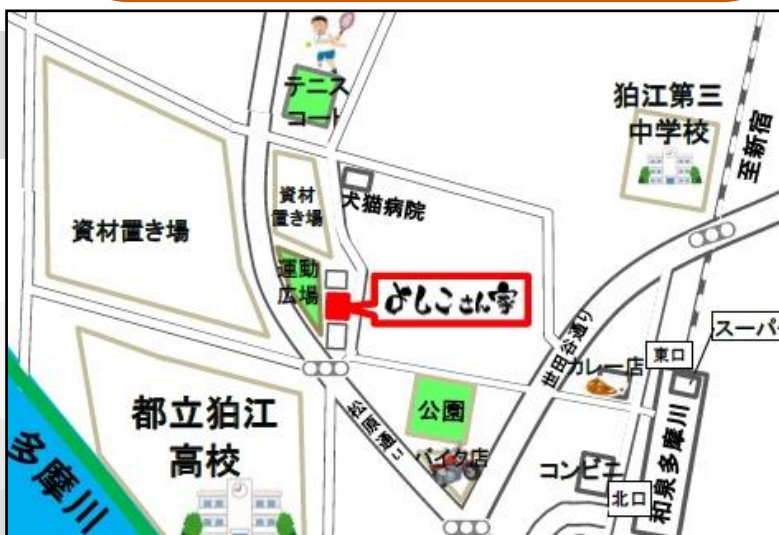 テニス
コート
狛江第三
中学校
至新宿
資材
置き場
犬猫病院
資材置き場
運動
広場
よしこさん家
世田谷通り
カレー店
東口
スーパ
都立狛江
高校
松原通り
公園
バイク店
コンビニ
北口
和泉多摩川
多摩川